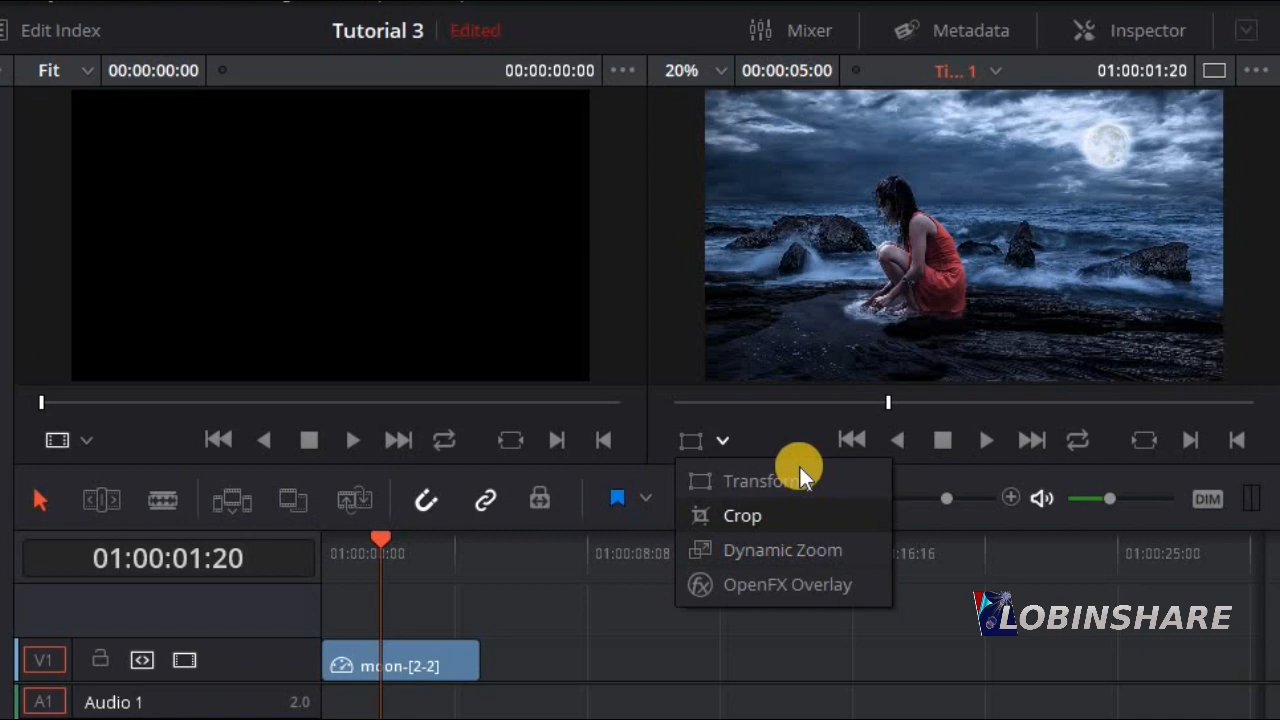 Edit Index
Tutorial 3
Edited
Mixer
Metadata
Inspector
Fit
00:00:00:00
00:00:00:00
20%
00:00:05:00
Ti... 1
01:00:01:20
Transform
Crop
Dynamic Zoom
OpenFX Overlay
DIM
01:00:01:20
01:00:08:08
16:16
01:00:25:00
LOBINSHARE
V1
moon-[2-2]
A1
Audio 1
2.0